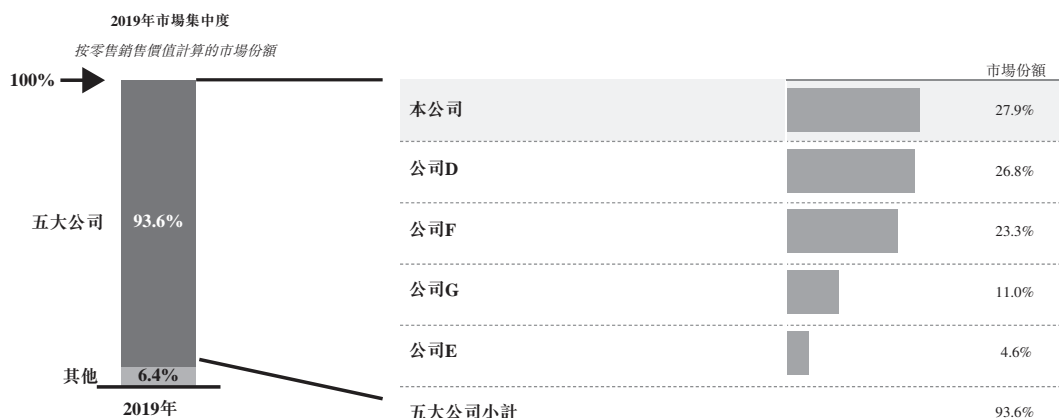 2019年市場集中度
按零售銷售價值計算的市場份額
100%
五大公司
93.6%
其他
6.4%
2019年
市場份額
本公司 27.9%
公司D 26.8%
公司F 23.3%
公司G 11.0%
公司E 4.6%
五大公司小計 93.6%